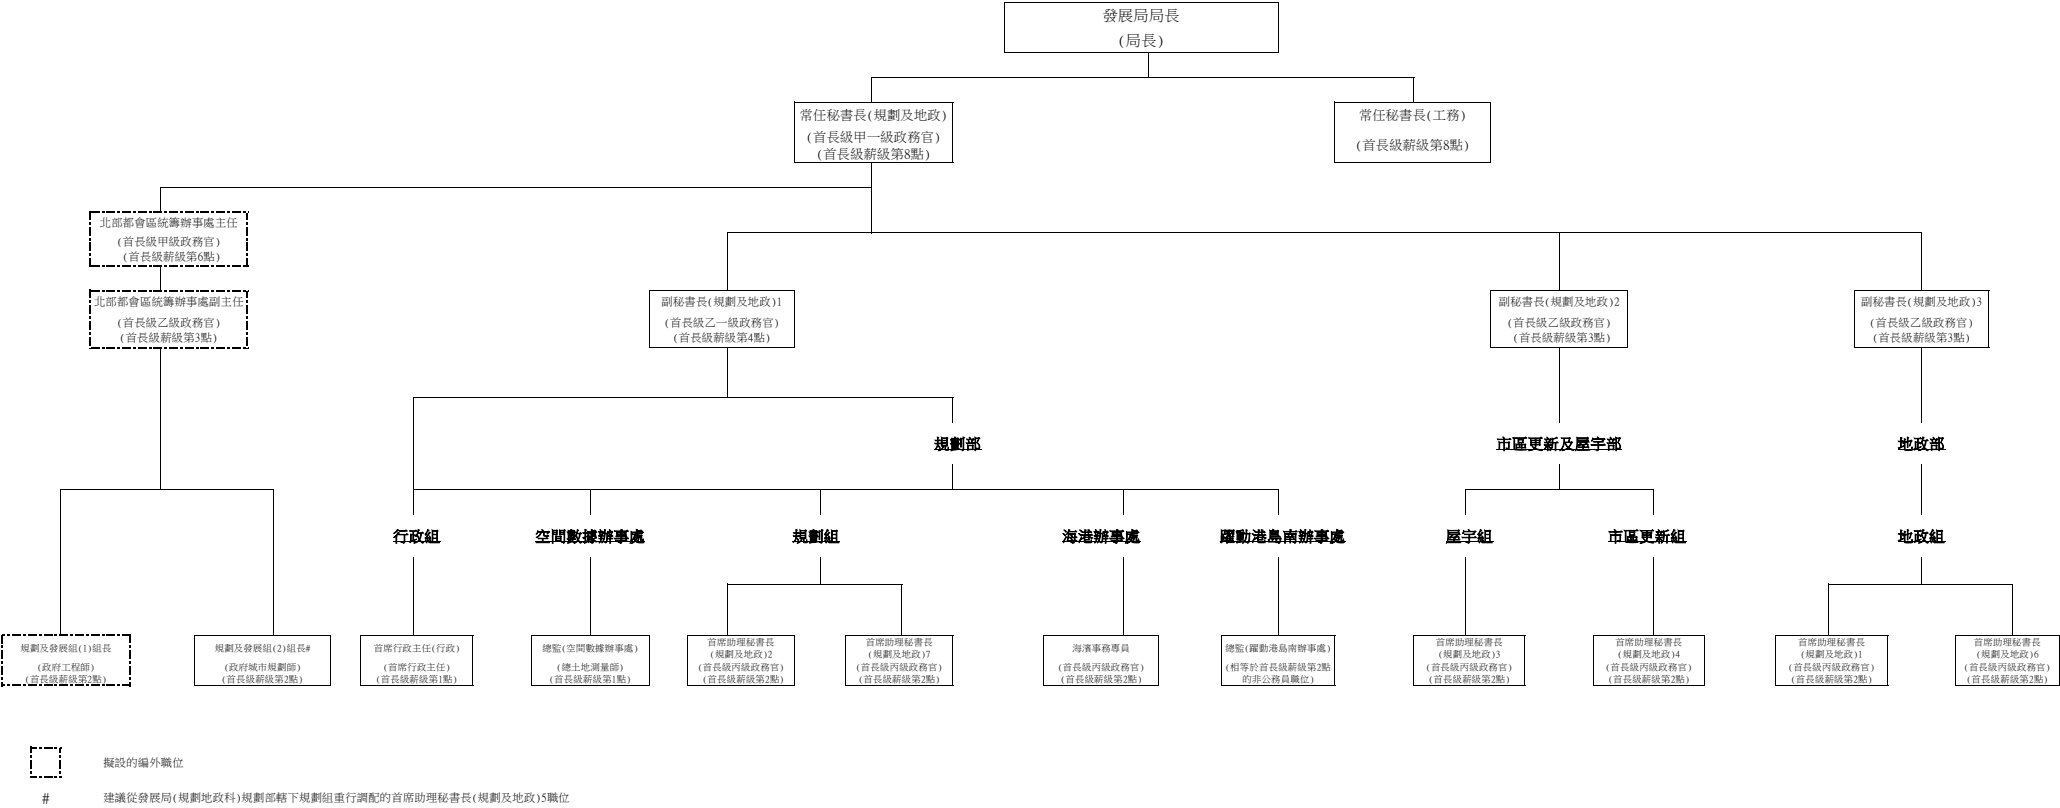 發展局局長
(局長)
常任秘書長(規劃及地政)
(首長級甲一級政務官)
(首長級薪級第8點)
常任秘書長(工務)
(首長級薪級第8點)
北部都會區統籌辦事處主任
(首長級甲級政務官)
(首長級薪級第6點)
北部都會區統籌辦事處副主任
(首長級乙級政務官)
(首長級薪級第3點)
副秘書長(規劃及地政)1
(首長級乙一級政務官)
(首長級薪級第4點)
副秘書長(規劃及地政)2
(首長級乙級政務官)
(首長級薪級第3點)
副秘書長(規劃及地政)3
(首長級乙級政務官)
(首長級薪級第3點)
規劃部
市區更新及屋宇部
地政部
行政組
空間數據辦事處
規劃組
海港辦事處
躍動港島南辦事處
屋宇組
市區更新組
地政組
規劃及發展組(1)組長
(政府工程師)
(首長級薪級第2點)
規劃及發展組(2)組長#
(政府城市規劃師)
(首長級薪級第2點)
首席行政主任(行政)
(首席行政主任)
(首長級薪級第1點)
總監(空間數據辦事處)
(總土地測量師)
(首長級薪級第1點)
首席助理秘書長
(規劃及地政)2
(首長級丙級政務官)
(首長級薪級第2點)
首席助理秘書長
(規劃及地政)7
(首長級丙級政務官)
(首長級薪級第2點)
海濱事務專員
(首長級丙級政務官)
(首長級薪級第2點)
總監(躍動港島南辦事處)
(相等於首長級薪級第2點
的非公務員職位)
首席助理秘書長
(規劃及地政)3
(首長級丙級政務官)
(首長級薪級第2點)
首席助理秘書長
(規劃及地政)4
(首長級丙級政務官)
(首長級薪級第2點)
首席助理秘書長
(規劃及地政)1
(首長級丙級政務官)
(首長級薪級第2點)
首席助理秘書長
(規劃及地政)6
(首長級丙級政務官)
(首長級薪級第2點)
擬設的編外職位
# 建議從發展局(規劃地政科)規劃部轄下規劃組重行調配的首席助理秘書長(規劃及地政)5職位